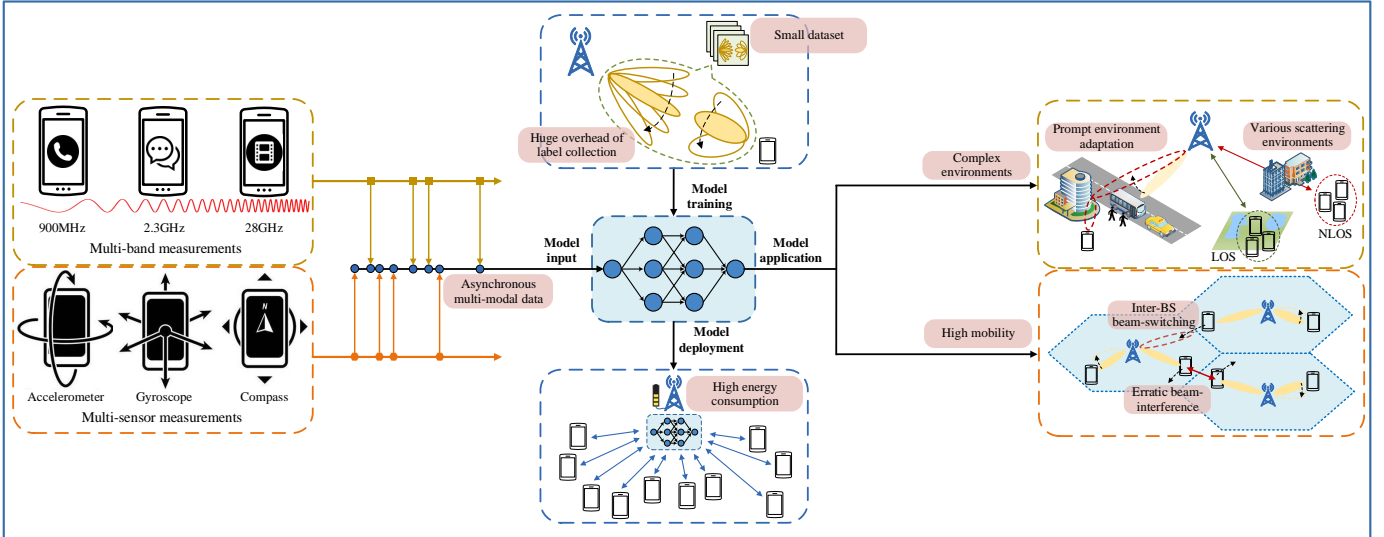 900MHz
2.3GHz
28GHz
Multi-band measurements
N
Accelerometer
Gyroscope
Compass
Multi-sensor measurements
Asynchronous
multi-modal data
Small dataset
Huge overhead of
label collection
Model
training
Model
input
Model
application
Model
deployment
High energy
consumption
Complex
environments
High mobility
Prompt environment
adaptation
Various scattering
environments
NLOS
LOS
Inter-BS
beam-switching
Erratic beam-
interference